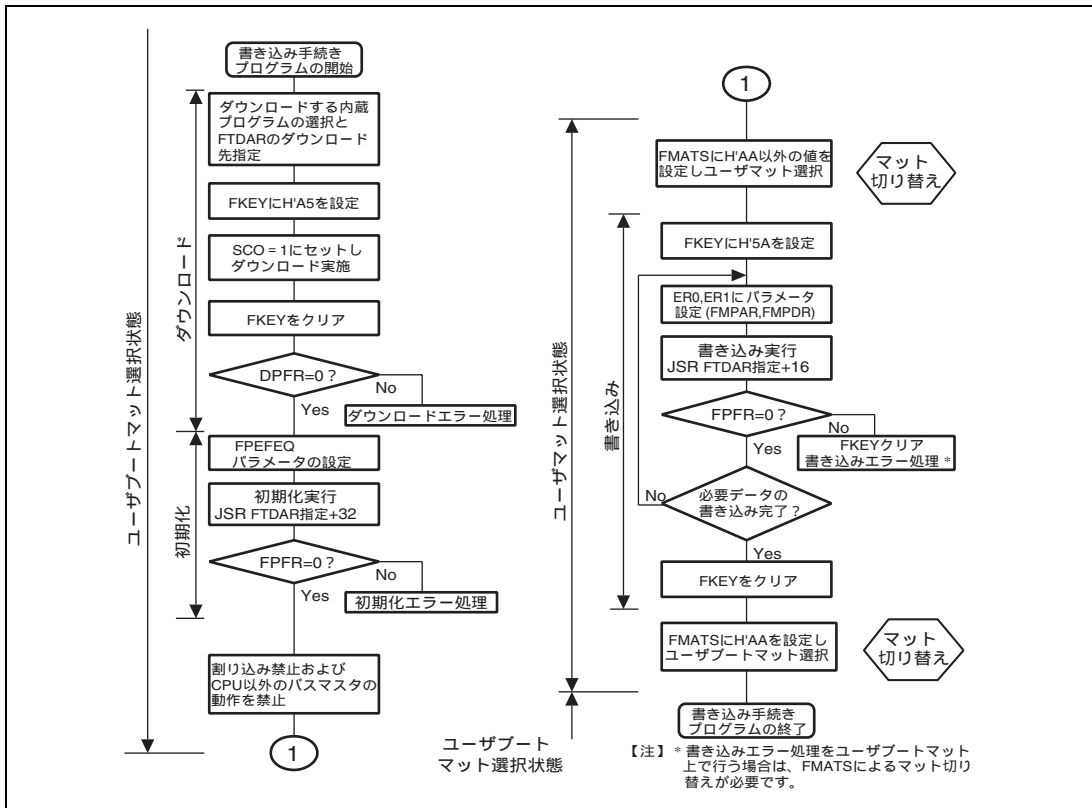 書き込み手続き
プログラムの開始
ダウンロードする内蔵
プログラムの選択と
FTDARのダウンロード
先指定
FKEYにH'A5を設定
SCO=1にセットし
ダウンロード実施
FKEYをクリア
DPFR=0?
No
Yes
ダウンロードエラー処理
FPEFEQ
パラメータの設定
初期化実行
JSR FTDAR指定+32
FPFR=0?
No
Yes
初期化エラー処理
割り込み禁止および
CPU以外のバスマスタの
動作を禁止
1
ダウンロード
初期化
ユーザブートマット選択状態
1
FMATSにH'AA以外の値を
設定しユーザマット選択
マット
切り替え
FKEYにH'5Aを設定
ER0,ER1にパラメータ
設定(FMPAR,FMPDR)
書き込み実行
JSR FTDAR指定+16
FPFR=0?
No
Yes
FKEYクリア
書き込みエラー処理 *
必要データの
書き込み完了?
No
Yes
FKEYをクリア
FMATSにH'AAを設定し
ユーザブートマット選択
マット
切り替え
書き込み手続き
プログラムの終了
書き込み
ユーザマット選択状態
ユーザブート
マット選択状態
【注】 * 書き込みエラー処理をユーザブートマット
上で行う場合は、FMATSによるマット切り
替えが必要です。